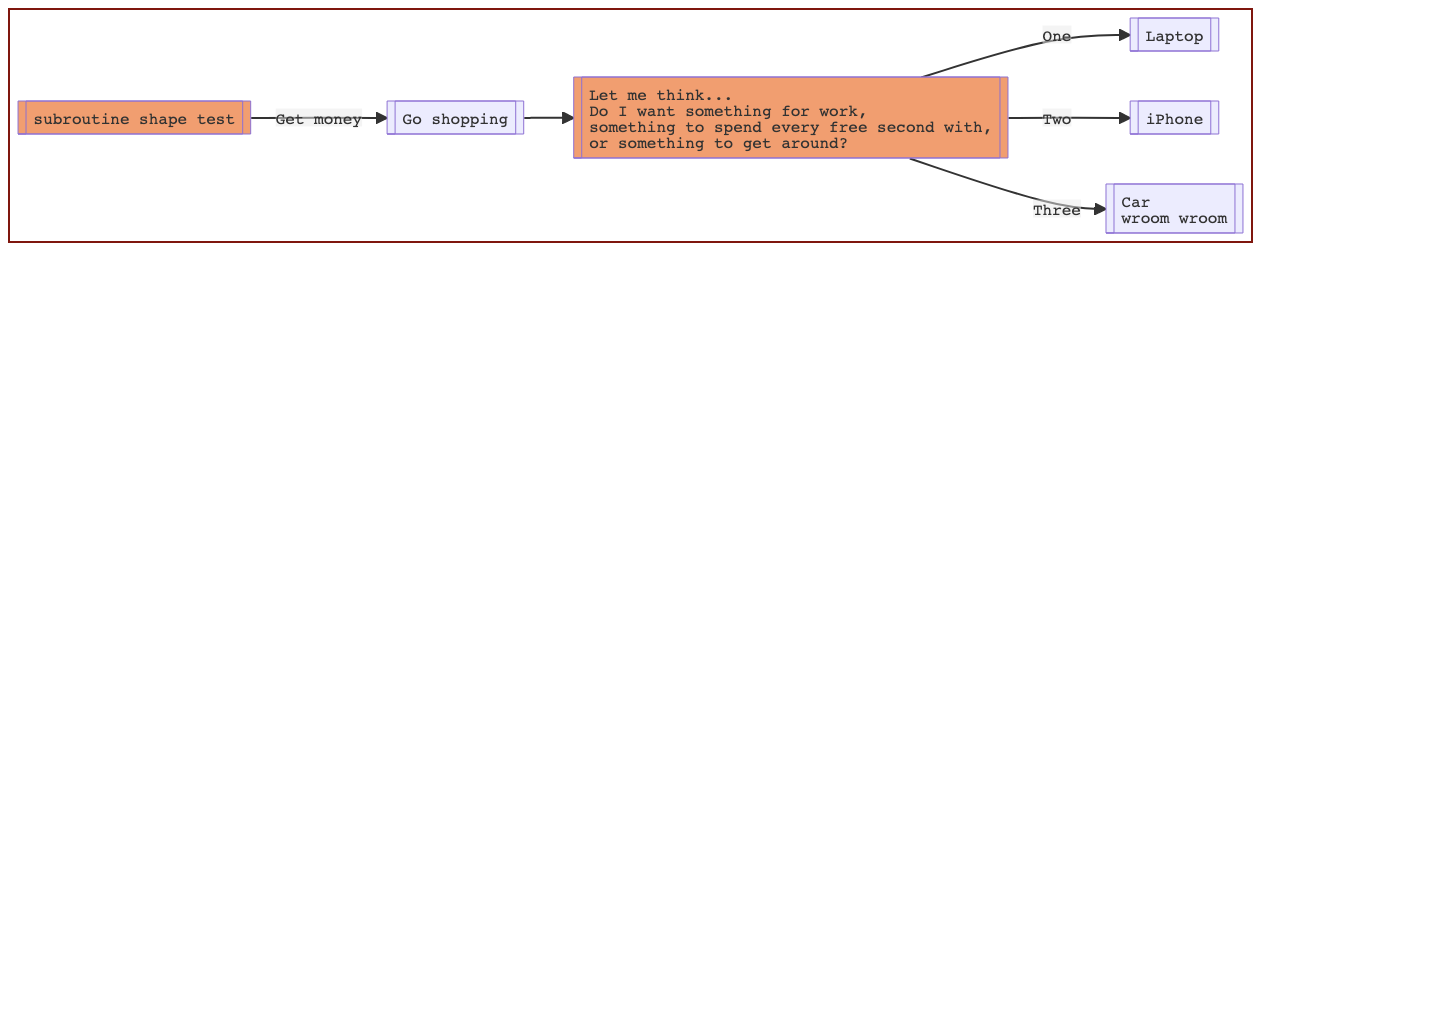 subroutine shape test
Get money
Go shopping
Let me think...
Do I want something for work,
something to spend every free second with,
or something to get around?
One
Laptop
Two
iPhone
Three
Car
wroom wroom